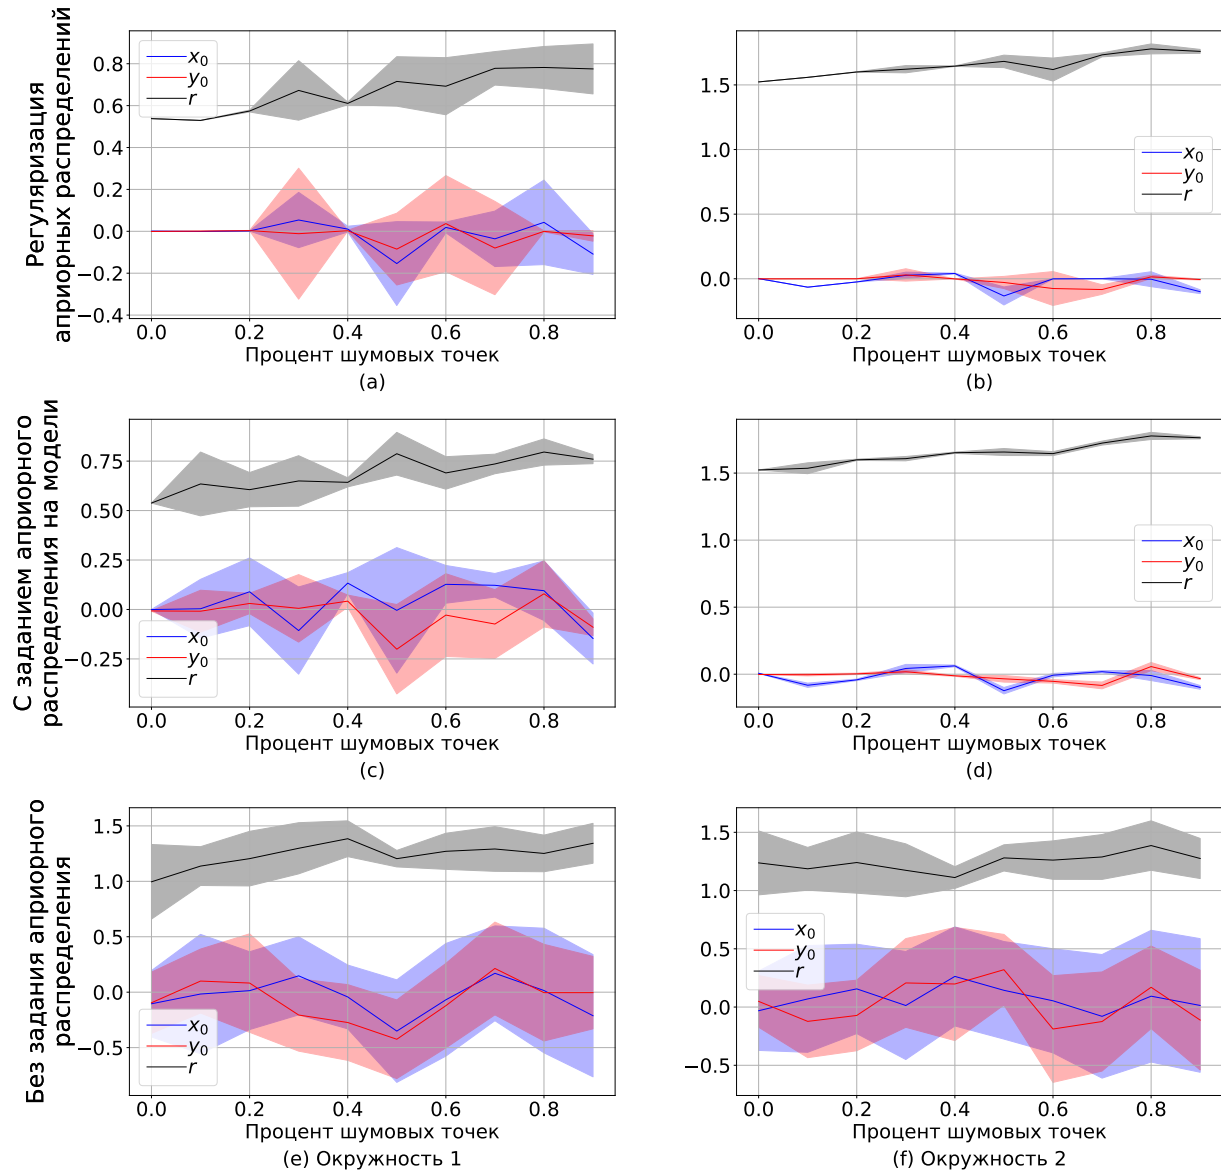 Регуляризация
априорных распределений
0.8
0.6
0.4
0.2
0.0
−0.2
−0.4
x₀
y₀
r
0.0 0.2 0.4 0.6 0.8
Процент шумовых точек
(a)
1.5
1.0
0.5
0.0
x₀
y₀
r
0.0 0.2 0.4 0.6 0.8
Процент шумовых точек
(b)
С заданием априорного
распределения на модели
0.75
0.50
0.25
0.00
−0.25
x₀
y₀
r
0.0 0.2 0.4 0.6 0.8
Процент шумовых точек
(c)
1.5
1.0
0.5
0.0
x₀
y₀
r
0.0 0.2 0.4 0.6 0.8
Процент шумовых точек
(d)
Без задания априорного
распределения
1.5
1.0
0.5
0.0
−0.5
x₀
y₀
r
0.0 0.2 0.4 0.6 0.8
Процент шумовых точек
(e) Окружность 1
1.5
1.0
0.5
0.0
−0.5
x₀
y₀
r
0.0 0.2 0.4 0.6 0.8
Процент шумовых точек
(f) Окружность 2